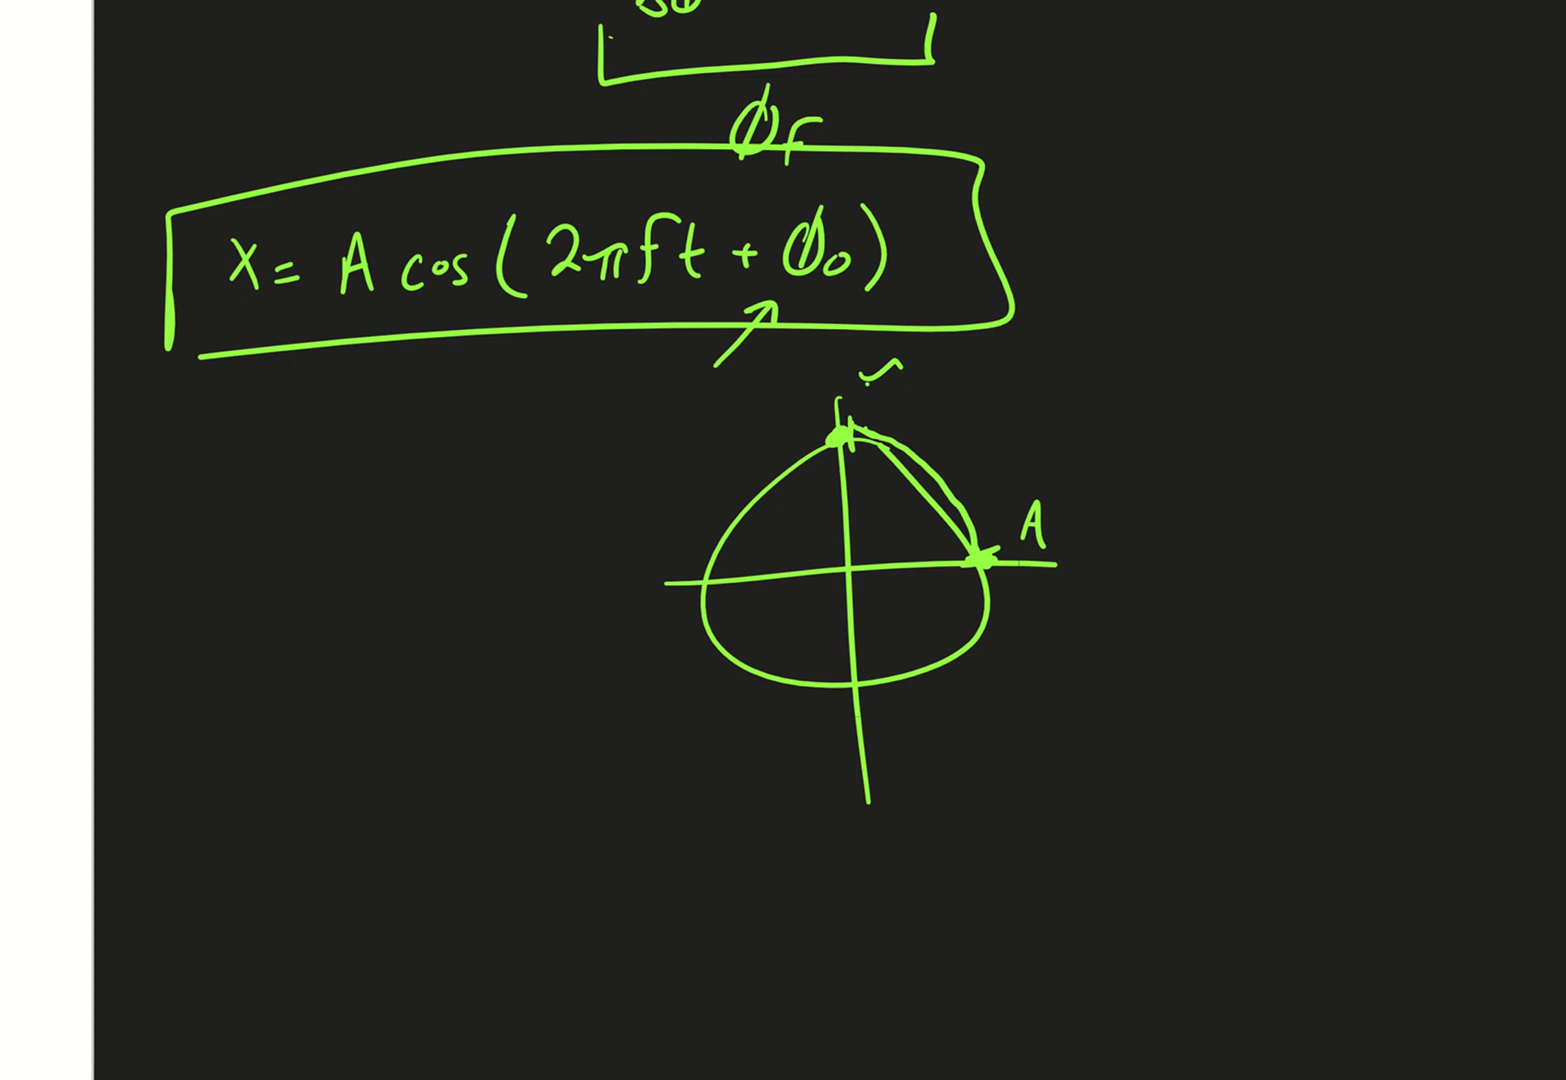 Φf
x = A cos(2πft + Φ₀)
A